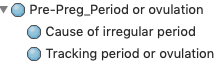 Pre-Preg_Period or ovulation
Cause of irregular period
Tracking period or ovulation